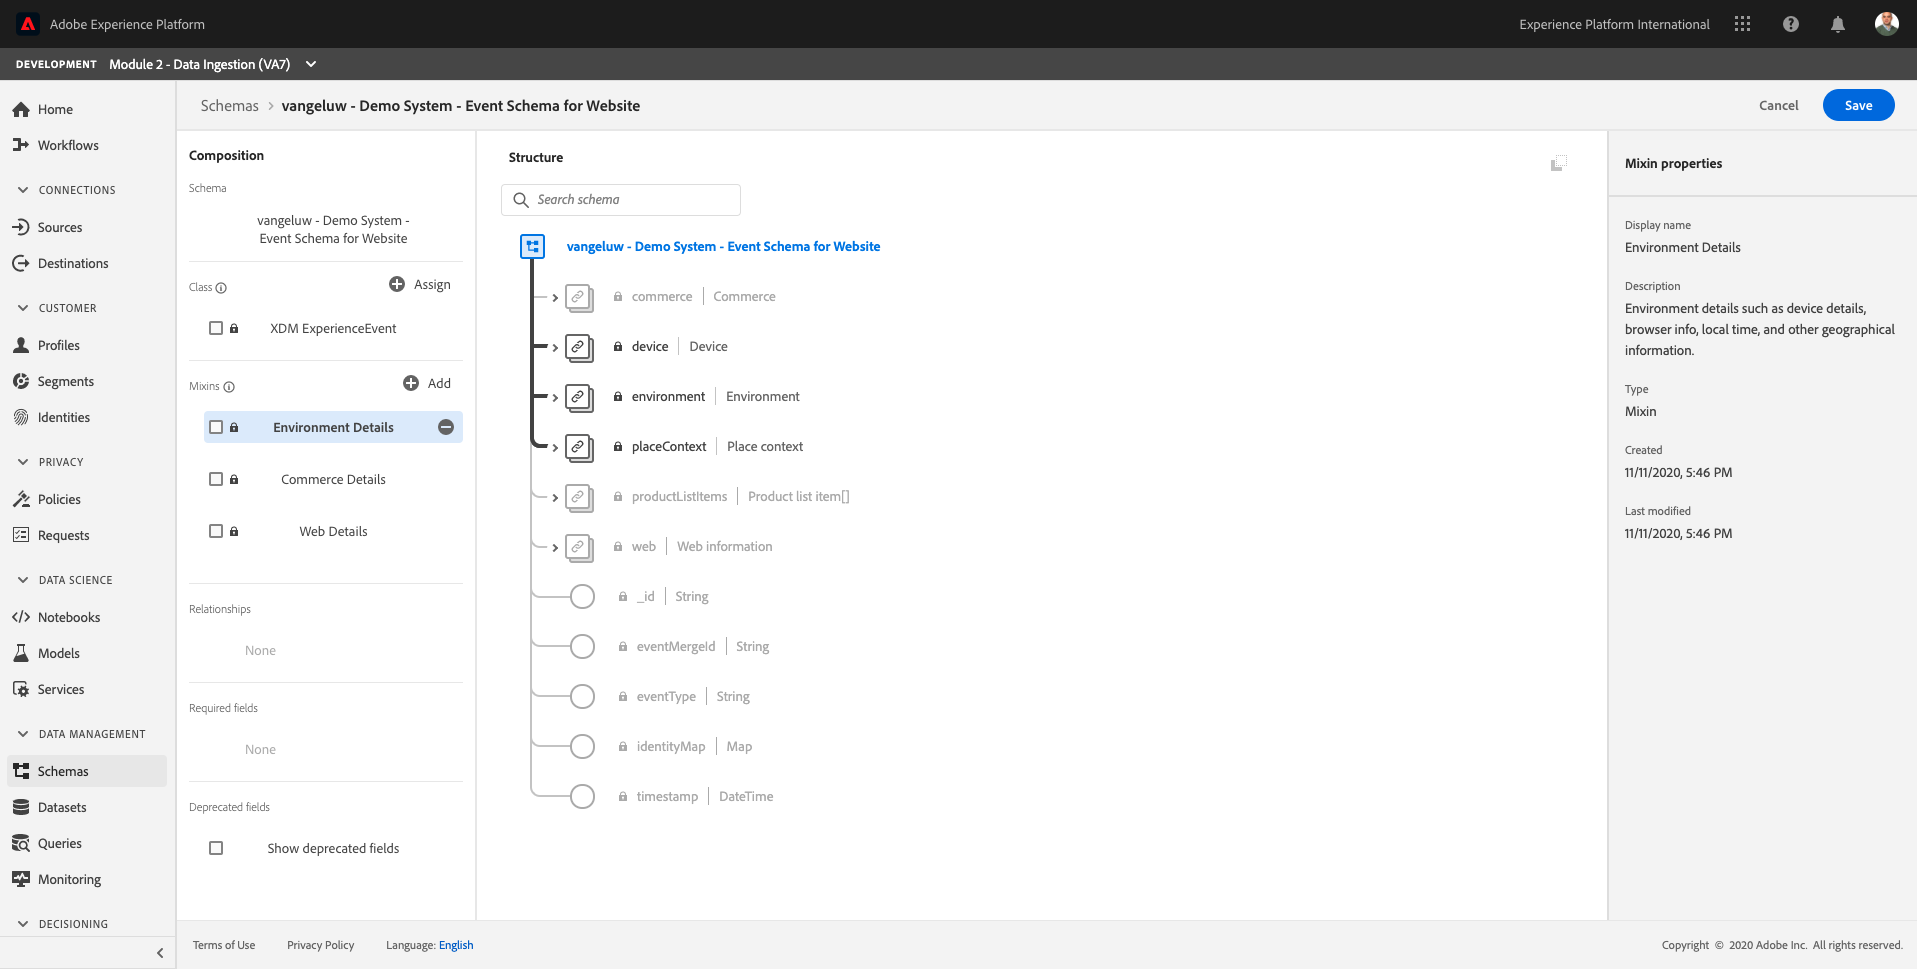 Adobe Experience Platform
Experience Platform International
DEVELOPMENT Module 2 - Data Ingestion (VA7)
Home
Workflows
CONNECTIONS
Sources
Destinations
CUSTOMER
Profiles
Segments
Identities
PRIVACY
Policies
Requests
DATA SCIENCE
Notebooks
Models
Services
DATA MANAGEMENT
Schemas
Datasets
Queries
Monitoring
DECISIONING
Schemas > vangeluw - Demo System - Event Schema for Website
Cancel
Save
Composition
Schema
vangeluw - Demo System -
Event Schema for Website
Class
Assign
XDM ExperienceEvent
Mixins
Add
Environment Details
Commerce Details
Web Details
Relationships
None
Required fields
None
Deprecated fields
Show deprecated fields
Structure
Search schema
vangeluw - Demo System - Event Schema for Website
commerce | Commerce
device | Device
environment | Environment
placeContext | Place context
productListItems | Product list item[]
web | Web information
_id | String
eventMergeId | String
eventType | String
identityMap | Map
timestamp | DateTime
Mixin properties
Display name
Environment Details
Description
Environment details such as device details,
browser info, local time, and other geographical
information.
Type
Mixin
Created
11/11/2020, 5:46 PM
Last modified
11/11/2020, 5:46 PM
Terms of Use
Privacy Policy
Language: English
Copyright © 2020 Adobe Inc. All rights reserved.